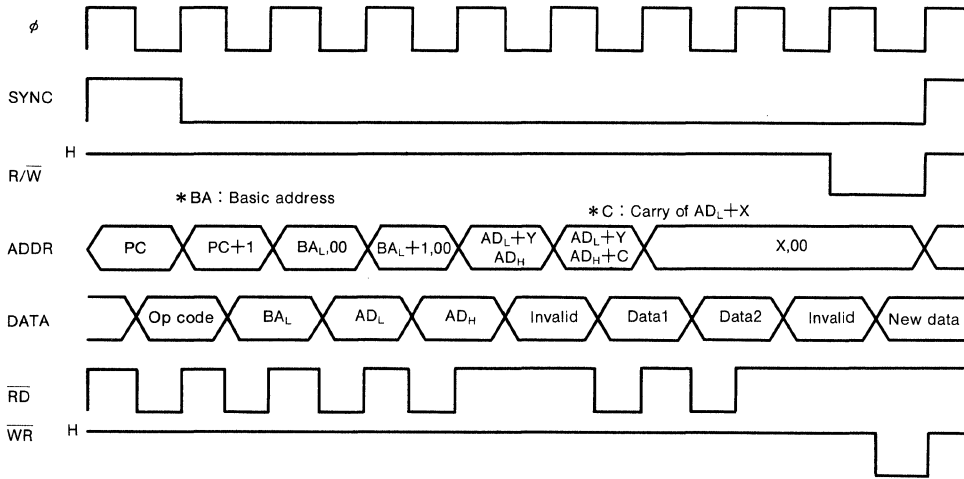 φ
SYNC
H
R/W̅
*BA : Basic address
*C : Carry of ADL+X
ADDR
PC
PC+1
BAL,00
BAL+1,00
ADL+Y
ADH
ADL+Y
ADH+C
X,00
DATA
Op code
BAL
ADL
ADH
Invalid
Data1
Data2
Invalid
New data
R̅D̅
W̅R̅
H